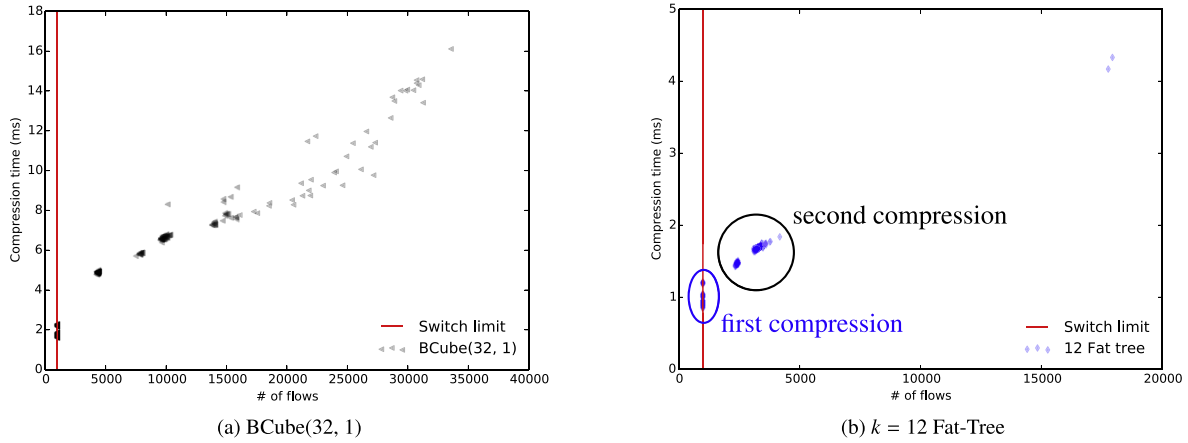 18
16
14
12
10
8
6
4
2
0
Compression time (ms)
0 5000 10000 15000 20000 25000 30000 35000 40000
# of flows
Switch limit
BCube(32, 1)
(a) BCube(32, 1)
5
4
3
2
1
0
Compression time (ms)
second compression
first compression
0 5000 10000 15000 20000
# of flows
Switch limit
12 Fat tree
(b) k = 12 Fat-Tree